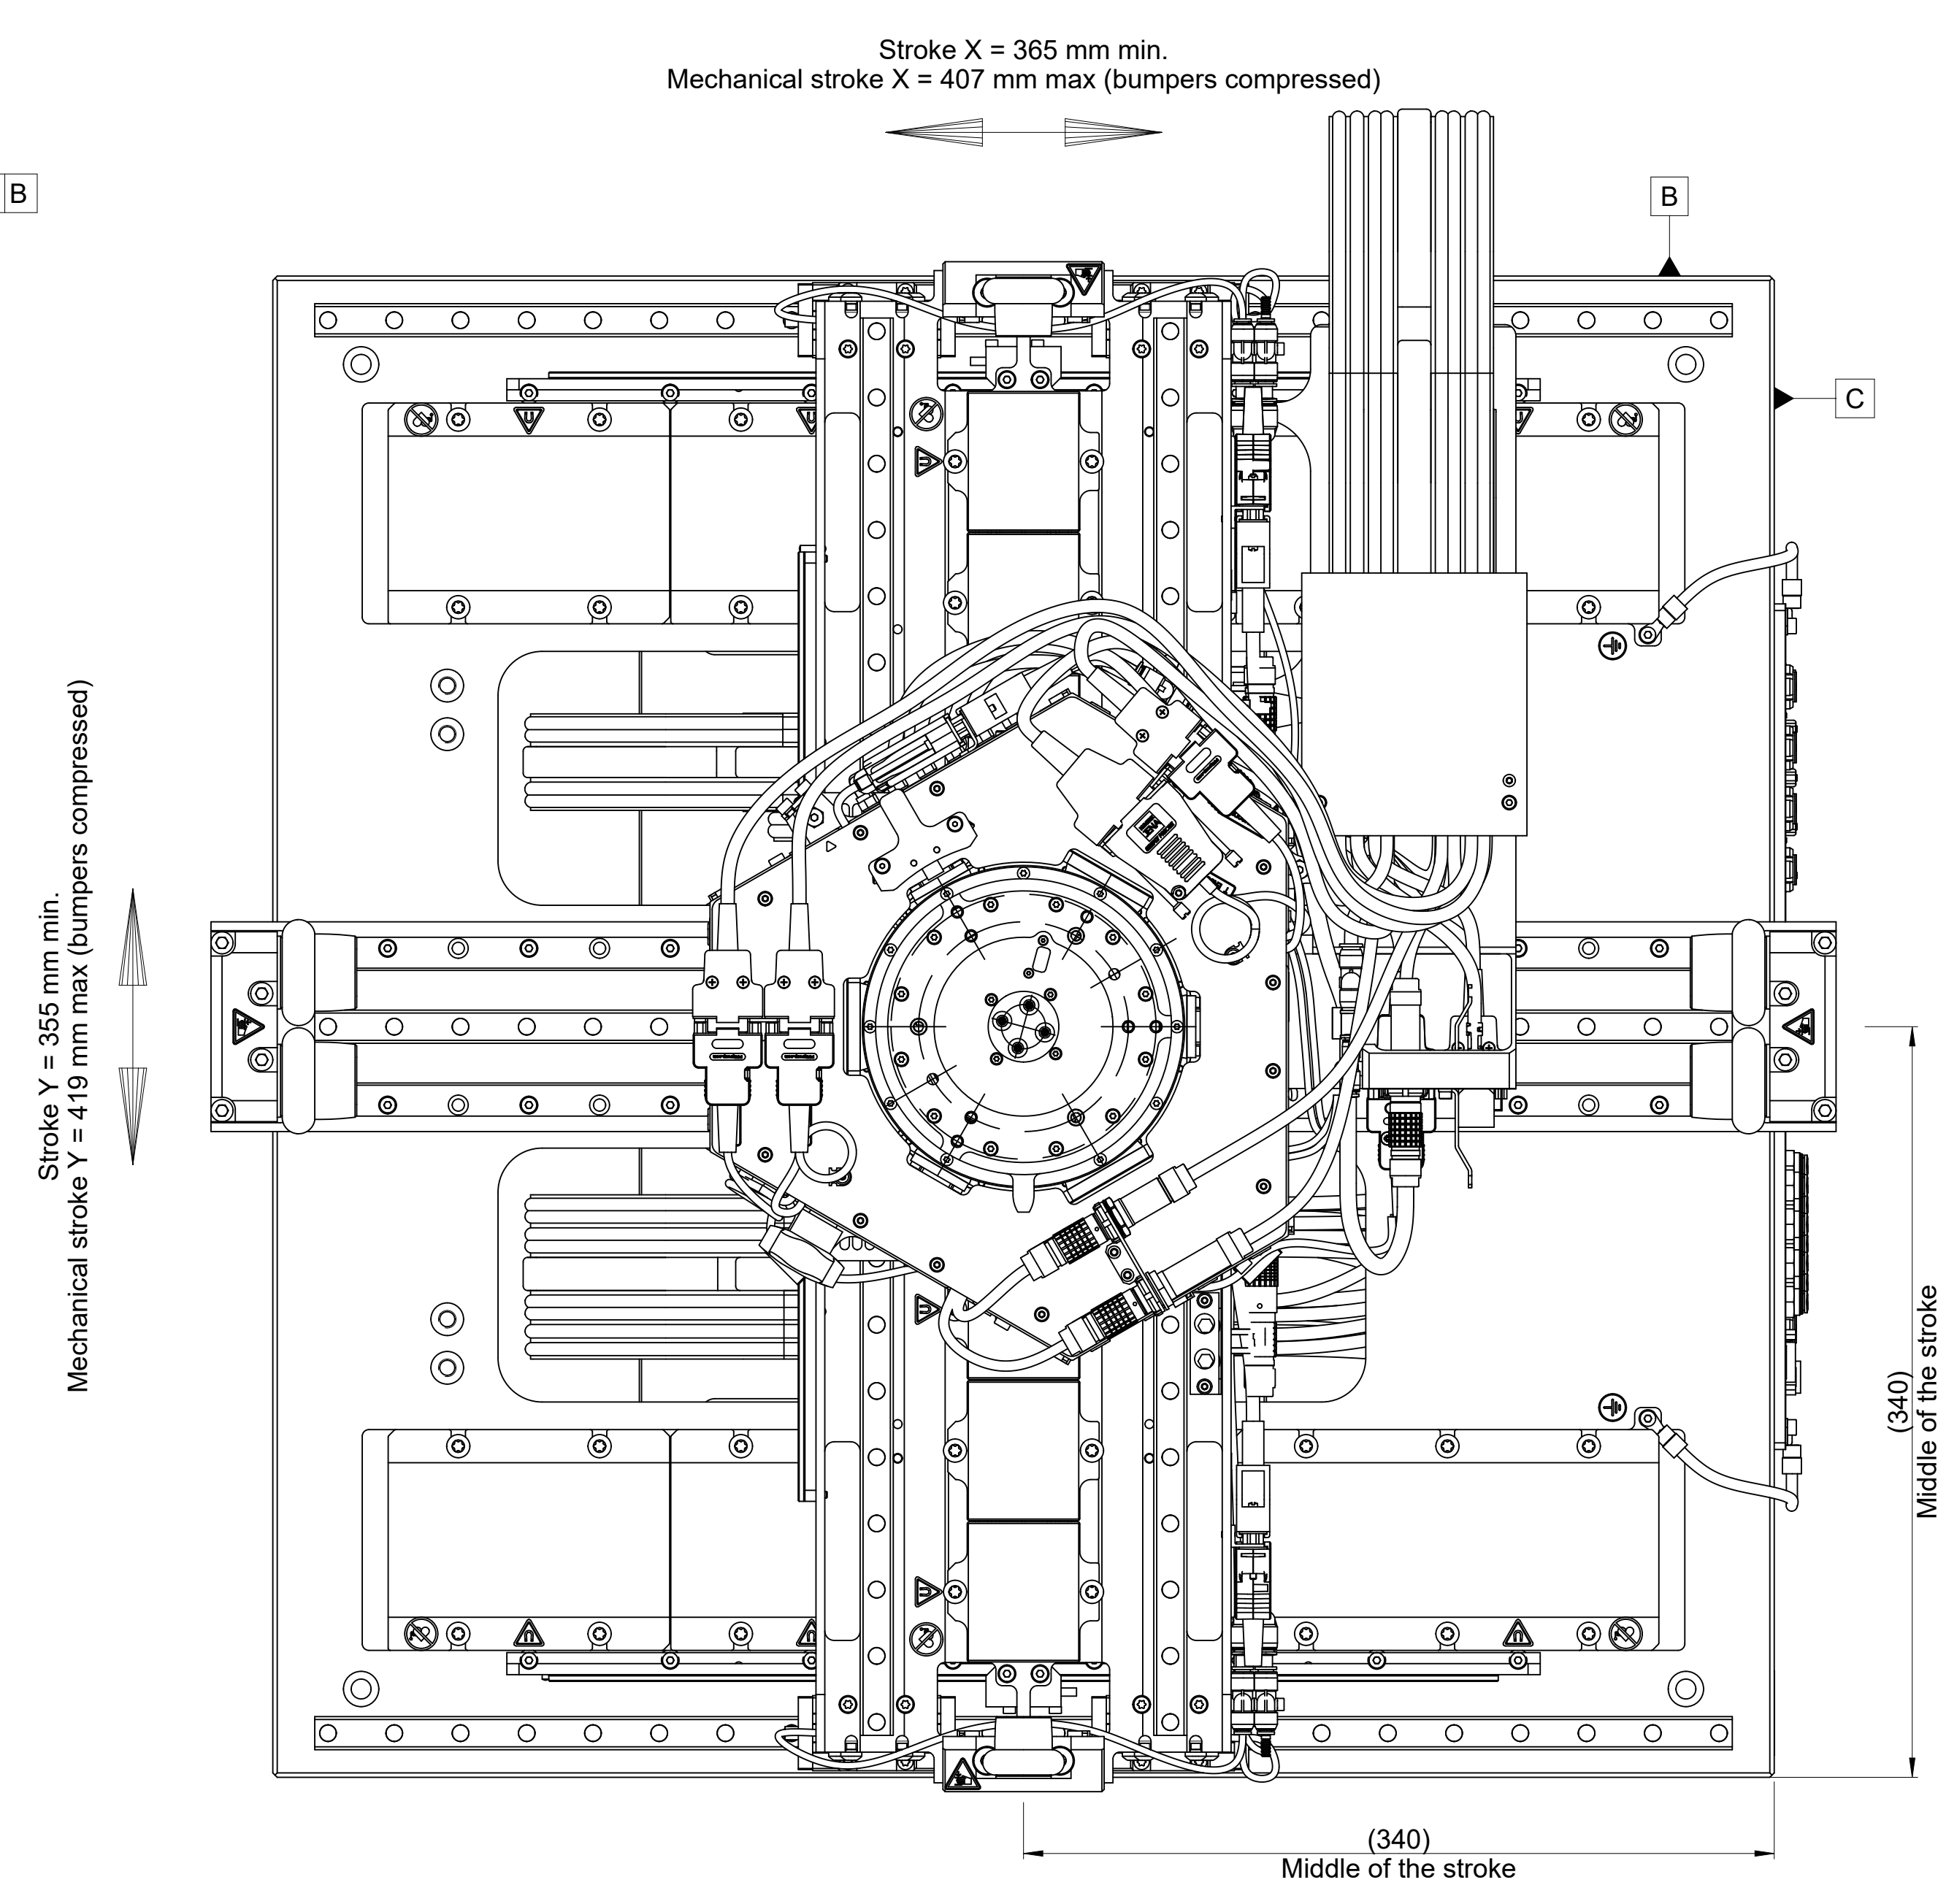 Stroke X = 365 mm min.
Mechanical stroke X = 407 mm max (bumpers compressed)
B
B
C
Stroke Y = 355 mm min.
Mechanical stroke Y = 419 mm max (bumpers compressed)
(340)
Middle of the stroke
(340)
Middle of the stroke